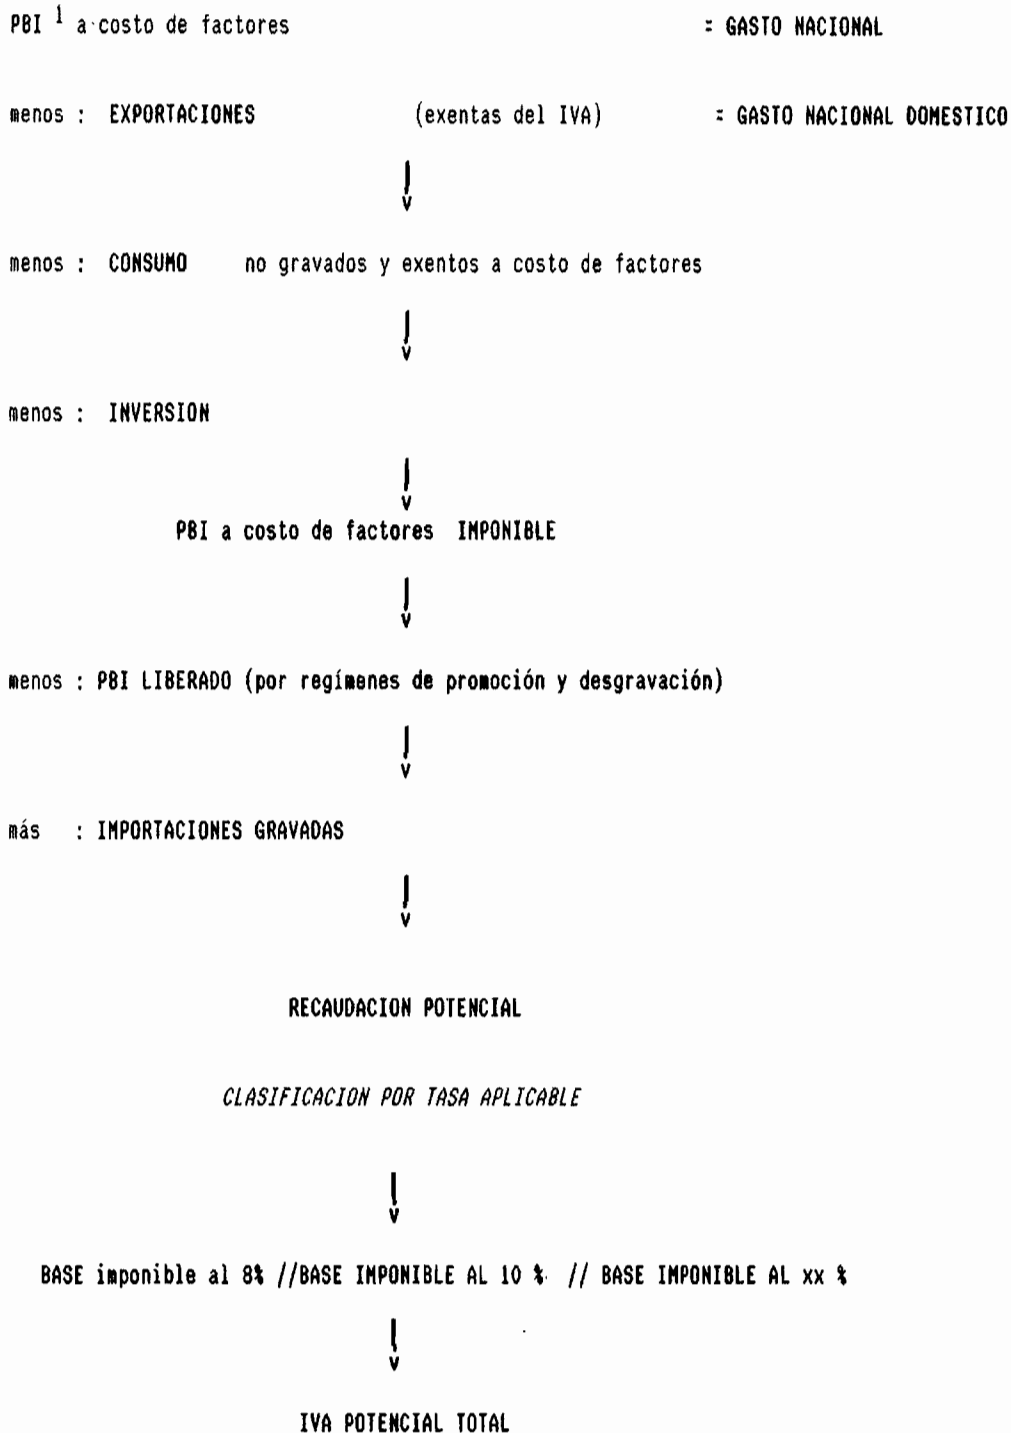 PBI 1 a costo de factores = GASTO NACIONAL
menos : EXPORTACIONES (exentas del IVA) = GASTO NACIONAL DOMESTICO
menos : CONSUMO no gravados y exentos a costo de factores
menos : INVERSION
PBI a costo de factores IMPONIBLE
menos : PBI LIBERADO (por regímenes de promoción y desgravación)
más : IMPORTACIONES GRAVADAS
RECAUDACION POTENCIAL
CLASIFICACION POR TASA APLICABLE
BASE imponible al 8% //BASE IMPONIBLE AL 10 % // BASE IMPONIBLE AL xx %
IVA POTENCIAL TOTAL